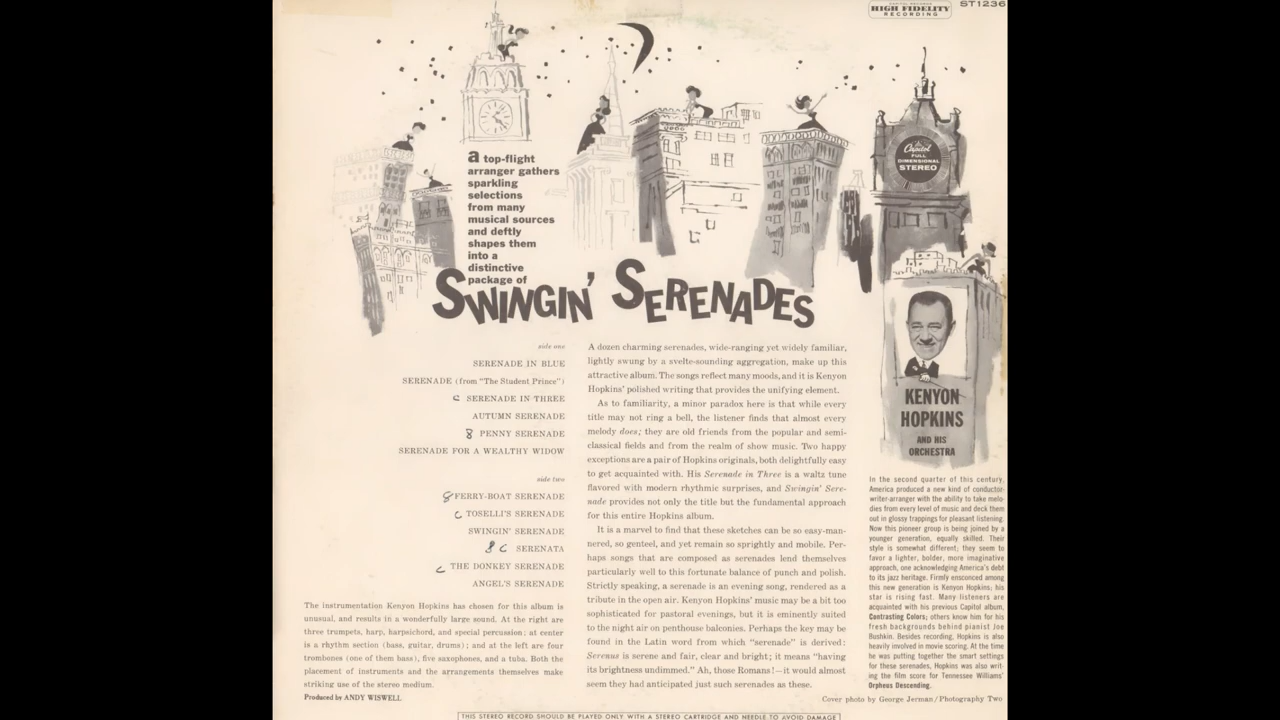 CAPITOL RECORDS
HIGH FIDELITY
RECORDING
ST1236
Capitol
FULL
DIMENSIONAL
STEREO
a top-flight
arranger gathers
sparkling
selections
from many
musical sources
and deftly
shapes them
into a
distinctive
package of
SWINGIN' SERENADES
side one
SERENADE IN BLUE
SERENADE (from "The Student Prince")
C SERENADE IN THREE
AUTUMN SERENADE
8 PENNY SERENADE
SERENADE FOR A WEALTHY WIDOW
side two
8 FERRY-BOAT SERENADE
C TOSELLI'S SERENADE
SWINGIN' SERENADE
8 C SERENATA
C THE DONKEY SERENADE
ANGEL'S SERENADE
The instrumentation Kenyon Hopkins has chosen for this album is
unusual, and results in a wonderfully large sound. At the right are
three trumpets, harp, harpsichord, and special percussion; at center
is a rhythm section (bass, guitar, drums); and at the left are four
trombones (one of them bass), five saxophones, and a tuba. Both the
placement of instruments and the arrangements themselves make
striking use of the stereo medium.
Produced by ANDY WISWELL
A dozen charming serenades, wide-ranging yet widely familiar,
lightly swung by a svelte-sounding aggregation, make up this
attractive album. The songs reflect many moods, and it is Kenyon
Hopkins' polished writing that provides the unifying element.
As to familiarity, a minor paradox here is that while every
title may not ring a bell, the listener finds that almost every
melody does; they are old friends from the popular and semi-
classical fields and from the realm of show music. Two happy
exceptions are a pair of Hopkins originals, both delightfully easy
to get acquainted with. His Serenade in Three is a waltz tune
flavored with modern rhythmic surprises, and Swingin' Sere-
nade provides not only the title but the fundamental approach
for this entire Hopkins album.
It is a marvel to find that these sketches can be so easy-man-
nered, so genteel, and yet remain so sprightly and mobile. Per-
haps songs that are composed as serenades lend themselves
particularly well to this fortunate balance of punch and polish.
Strictly speaking, a serenade is an evening song, rendered as a
tribute in the open air. Kenyon Hopkins' music may be a bit too
sophisticated for pastoral evenings, but it is eminently suited
to the night air on penthouse balconies. Perhaps the key may be
found in the Latin word from which "serenade" is derived:
Serenus is serene and fair, clear and bright; it means "having
its brightness undimmed." Ah, those Romans!—it would almost
seem they had anticipated just such serenades as these.
KENYON
HOPKINS
AND HIS
ORCHESTRA
In the second quarter of this century,
America produced a new kind of conductor-
writer-arranger with the ability to take melo-
dies from every level of music and deck them
out in glossy trappings for pleasant listening.
Now this pioneer group is being joined by a
younger generation, equally skilled. Their
style is somewhat different; they seem to
favor a lighter, bolder, more imaginative
approach, one acknowledging America's debt
to its jazz heritage. Firmly ensconced among
this new generation is Kenyon Hopkins; his
star is rising fast. Many listeners are
acquainted with his previous Capitol album,
Contrasting Colors; others know him for his
fresh backgrounds behind pianist Joe
Bushkin. Besides recording, Hopkins is also
heavily involved in movie scoring. At the time
he was putting together the smart settings
for these serenades, Hopkins was also writ-
ing the film score for Tennessee Williams'
Orpheus Descending.
Cover photo by George Jerman/Photography Two
THIS STEREO RECORD SHOULD BE PLAYED ONLY WITH A STEREO CARTRIDGE AND NEEDLE TO AVOID DAMAGE